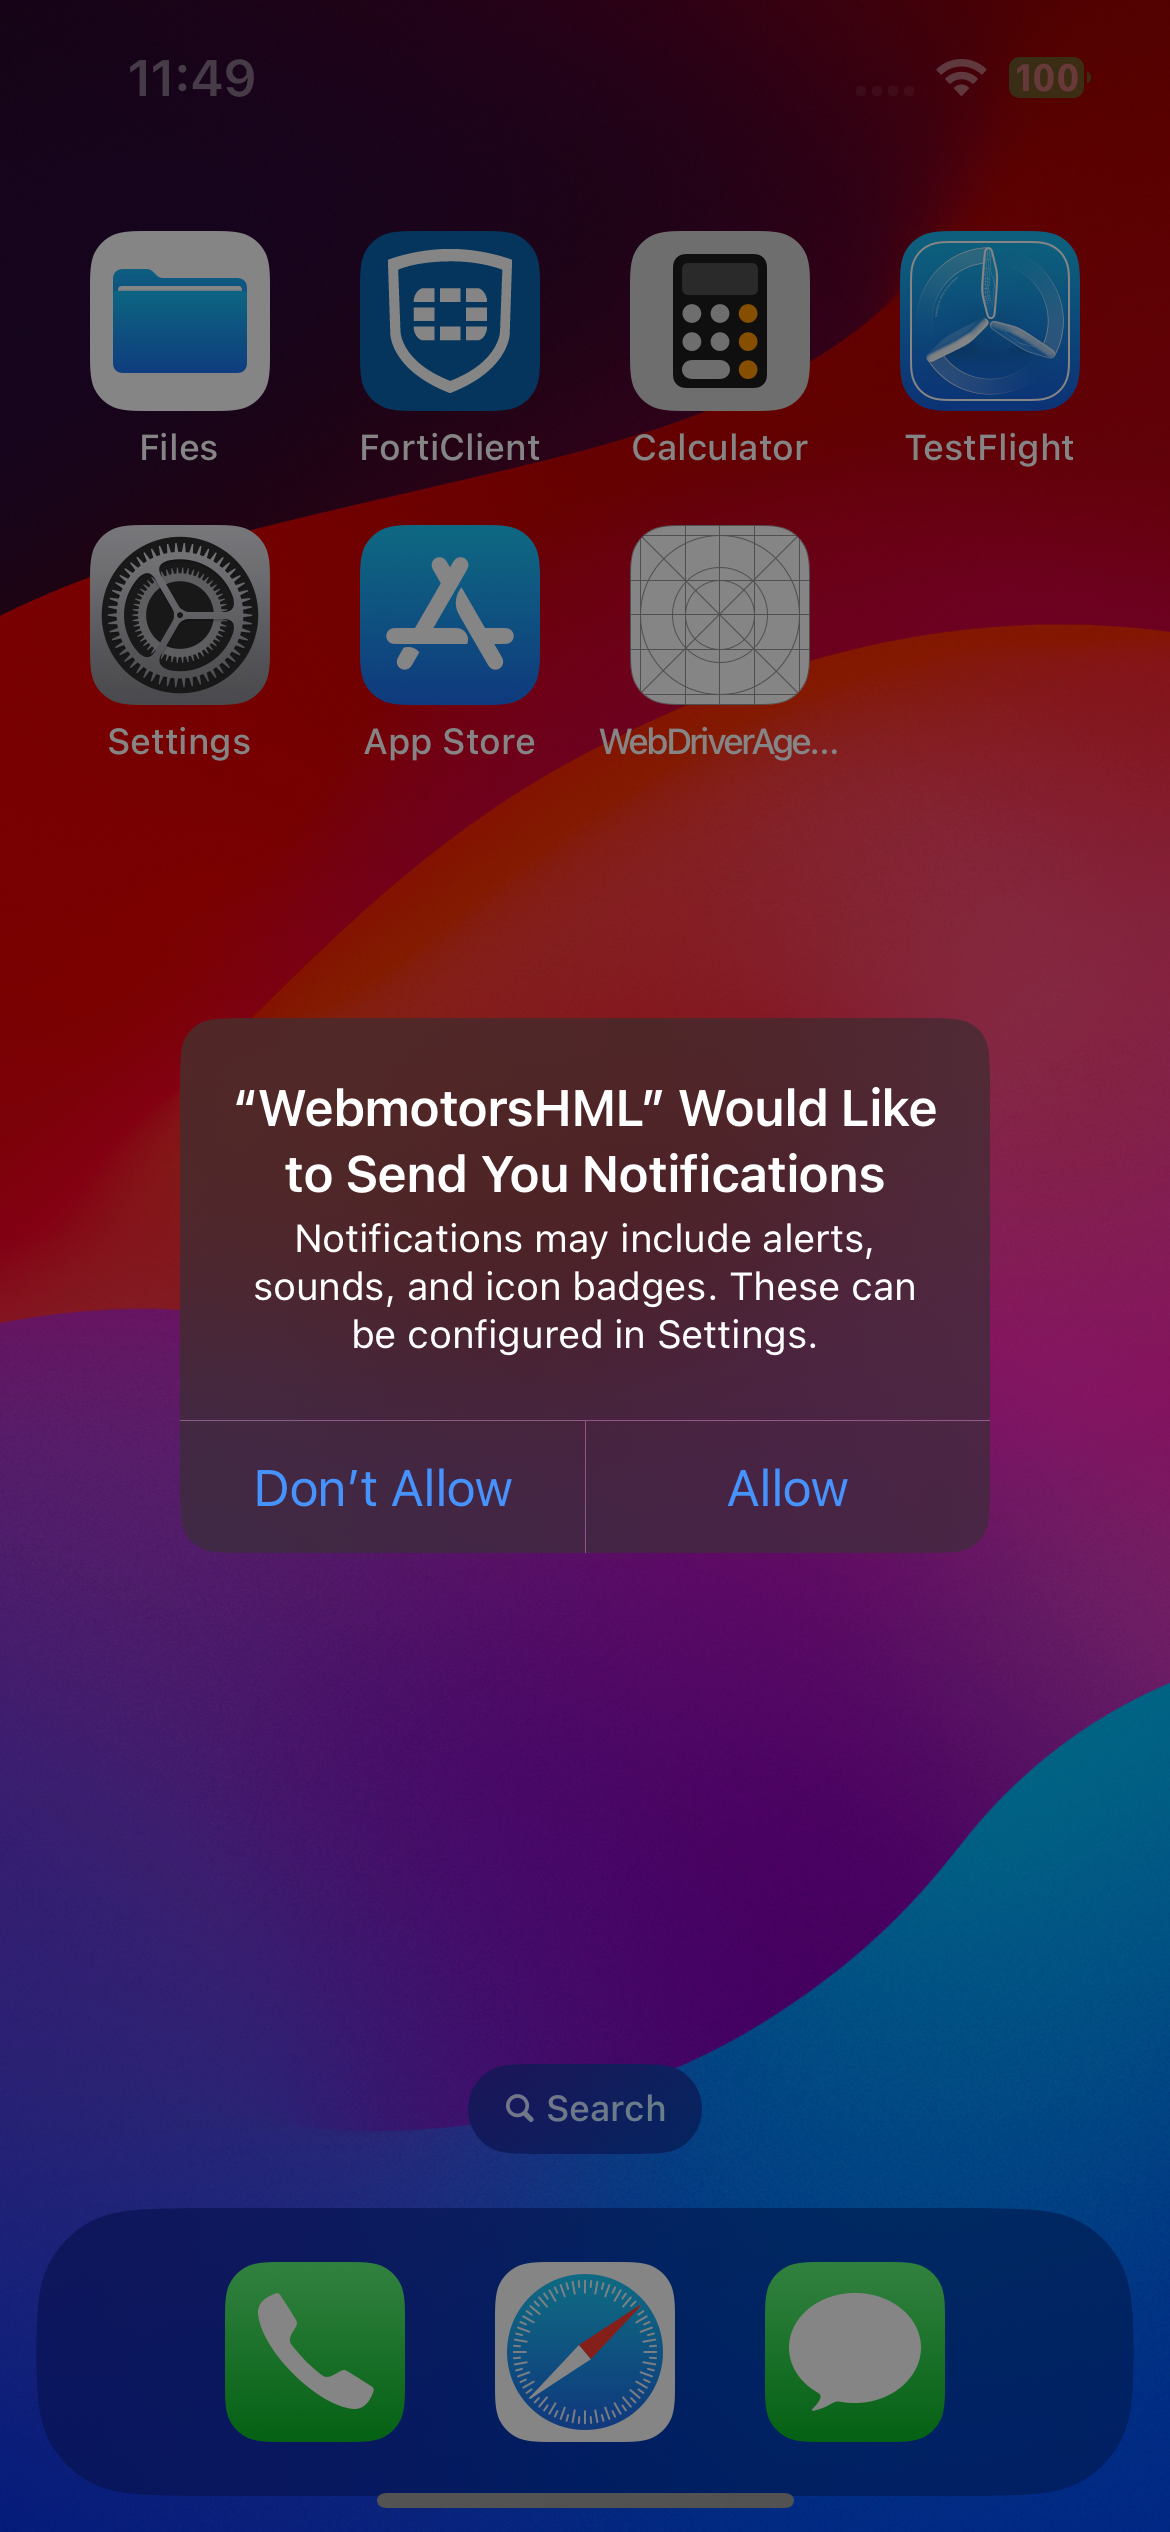 11:49
100
Files
FortiClient
Calculator
TestFlight
Settings
App Store
WebDriverAge...
“WebmotorsHML” Would Like
to Send You Notifications
Notifications may include alerts,
sounds, and icon badges. These can
be configured in Settings.
Don’t Allow
Allow
Search